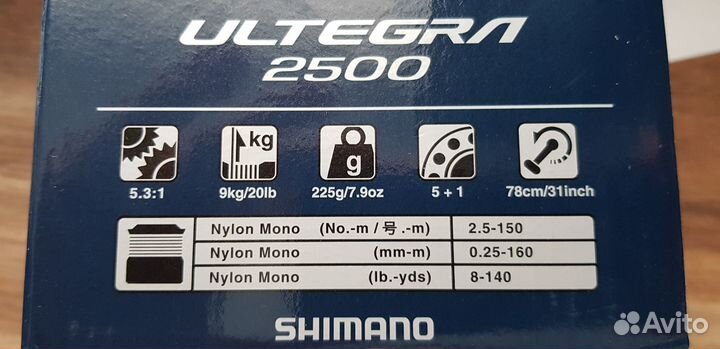 ULTEGRA
2500
kg
g
5.3:1
9kg/20lb
225g/7.9oz
5 + 1
78cm/31inch
Nylon Mono (No.-m / 号.-m) 2.5-150
Nylon Mono (mm-m) 0.25-160
Nylon Mono (lb.-yds) 8-140
SHIMANO
Avito